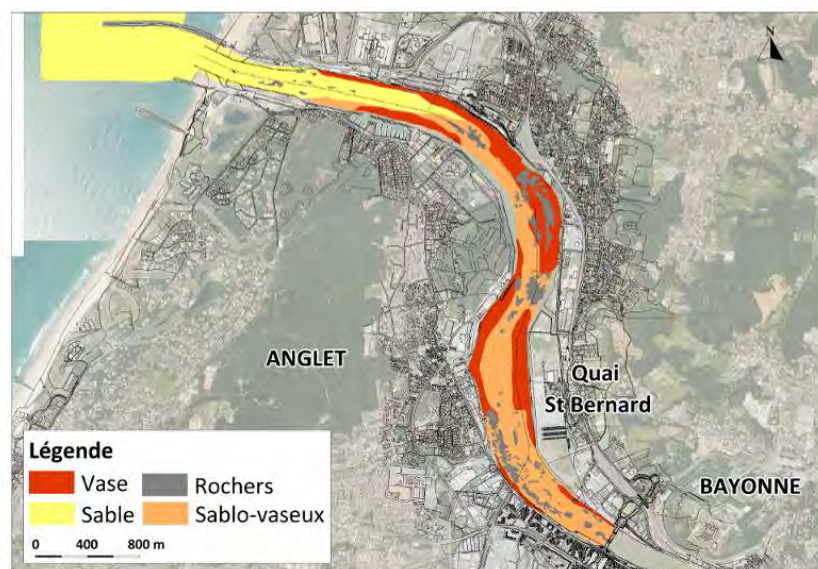 N
ANGLET
Quai
St Bernard
BAYONNE
Légende
Vase
Rochers
Sable
Sablo-vaseux
0 400 800 m